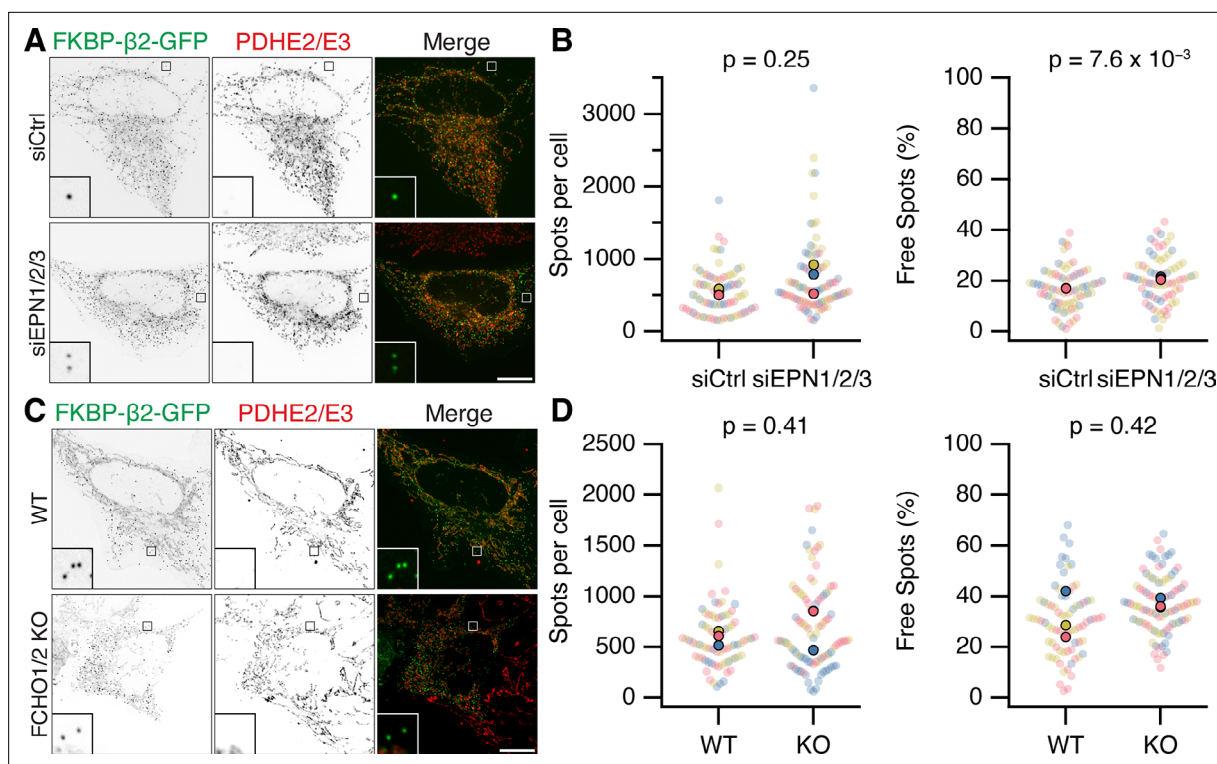 A
FKBP-β2-GFP PDHE2/E3 Merge
siCtrl
siEPN1/2/3
B
p = 0.25
Spots per cell
3000
2000
1000
0
siCtrl siEPN1/2/3
p = 7.6 x 10⁻³
Free Spots (%)
100
80
60
40
20
0
siCtrl siEPN1/2/3
C
FKBP-β2-GFP PDHE2/E3 Merge
WT
FCHO1/2 KO
D
p = 0.41
Spots per cell
2500
2000
1500
1000
500
0
WT KO
p = 0.42
Free Spots (%)
100
80
60
40
20
0
WT KO